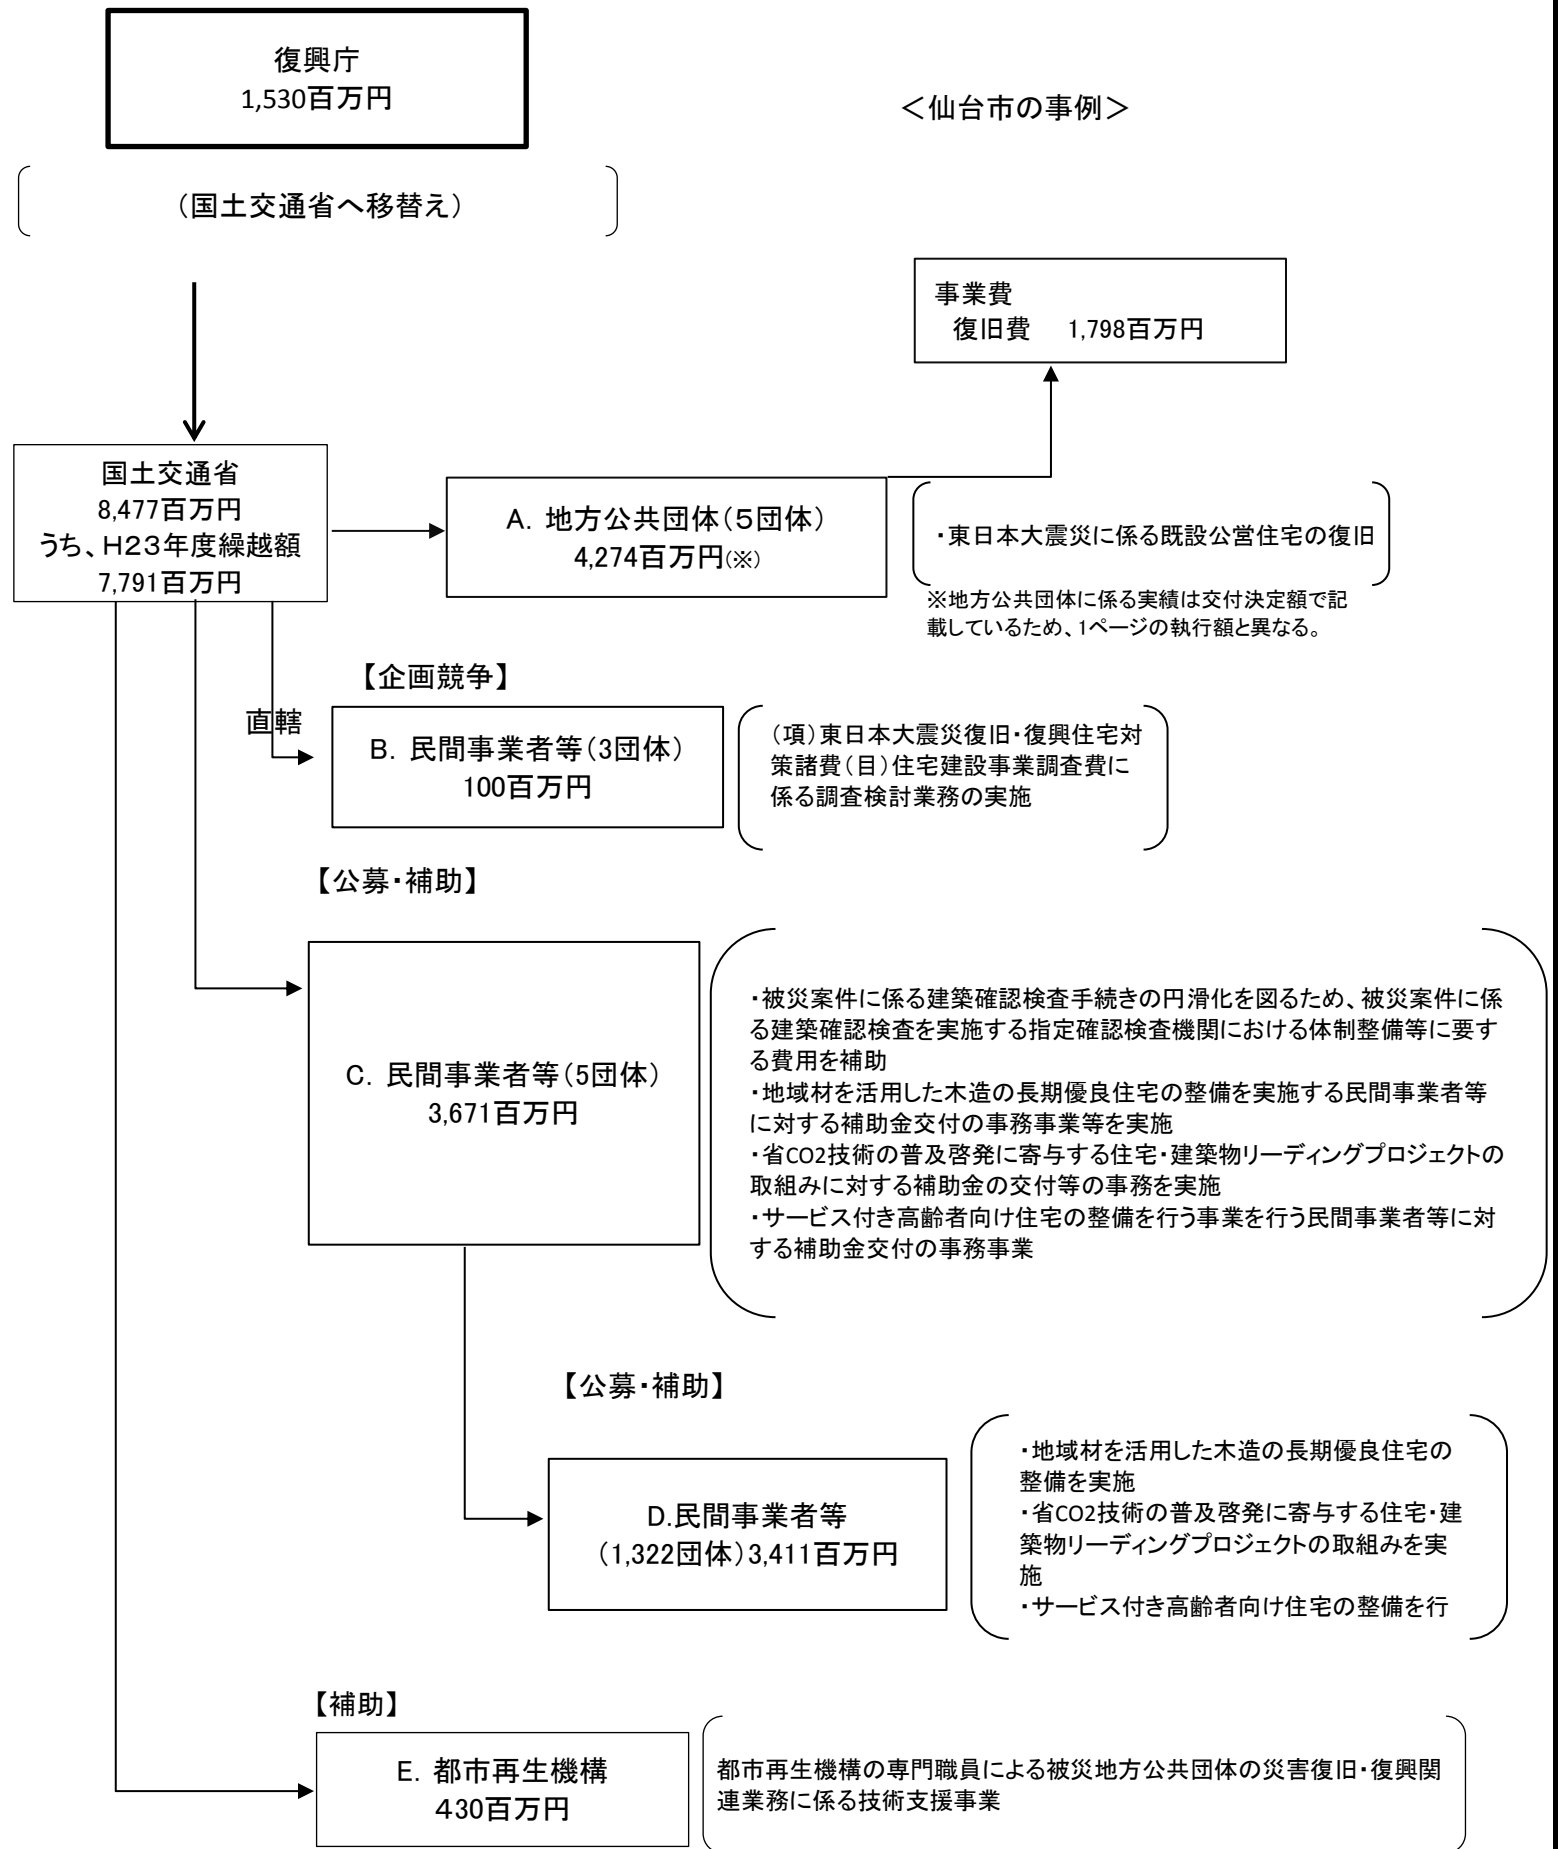 復興庁
1,530百万円
＜仙台市の事例＞
（国土交通省へ移替え）
事業費
復旧費　1,798百万円
国土交通省
8,477百万円
うち、H23年度繰越額
7,791百万円
A. 地方公共団体（５団体）
4,274百万円(※)
・東日本大震災に係る既設公営住宅の復旧
※地方公共団体に係る実績は交付決定額で記
載しているため、1ページの執行額と異なる。
【企画競争】
直轄
B. 民間事業者等（3団体）
100百万円
（項）東日本大震災復旧・復興住宅対
策諸費（目）住宅建設事業調査費に
係る調査検討業務の実施
【公募・補助】
C. 民間事業者等（5団体）
3,671百万円
・被災案件に係る建築確認検査手続きの円滑化を図るため、被災案件に係
る建築確認検査を実施する指定確認検査機関における体制整備等に要す
る費用を補助
・地域材を活用した木造の長期優良住宅の整備を実施する民間事業者等
に対する補助金交付の事務事業等を実施
・省CO2技術の普及啓発に寄与する住宅・建築物リーディングプロジェクトの
取組みに対する補助金の交付等の事務を実施
・サービス付き高齢者向け住宅の整備を行う事業を行う民間事業者等に対
する補助金交付の事務事業
【公募・補助】
D.民間事業者等
（1,322団体）3,411百万円
・地域材を活用した木造の長期優良住宅の
整備を実施
・省CO2技術の普及啓発に寄与する住宅・建
築物リーディングプロジェクトの取組みを実
施
・サービス付き高齢者向け住宅の整備を行
【補助】
E. 都市再生機構
４３０百万円
都市再生機構の専門職員による被災地方公共団体の災害復旧・復興関
連業務に係る技術支援事業